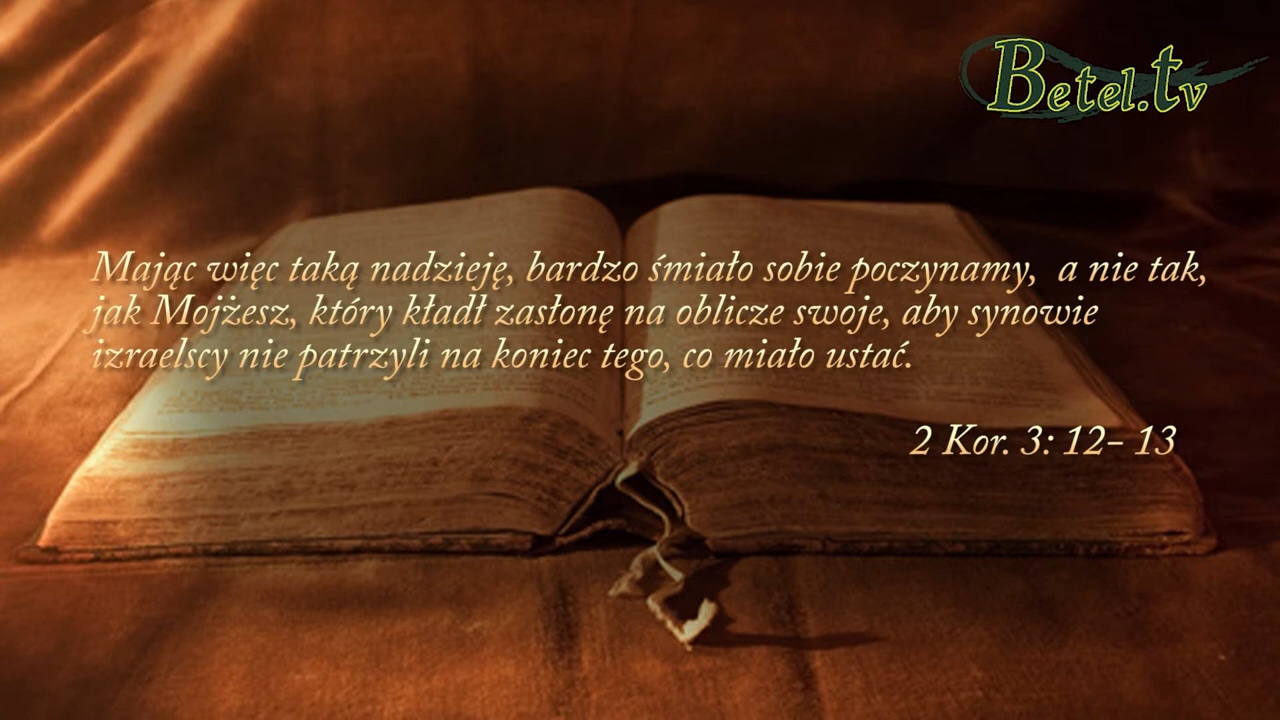 Betel.tv
Mając więc taką nadzieję, bardzo śmiało sobie poczynamy,  a nie tak,
jak Mojżesz, który kładł zasłonę na oblicze swoje, aby synowie
izraelscy nie patrzyli na koniec tego, co miało ustać.
2 Kor. 3: 12- 13